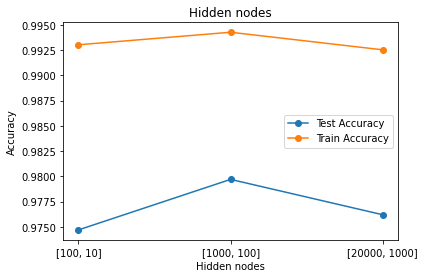 Hidden nodes
0.9950
0.9925
0.9900
0.9875
0.9850
0.9825
0.9800
0.9775
0.9750
Accuracy
Test Accuracy
Train Accuracy
[100, 10]
[1000, 100]
[20000, 1000]
Hidden nodes